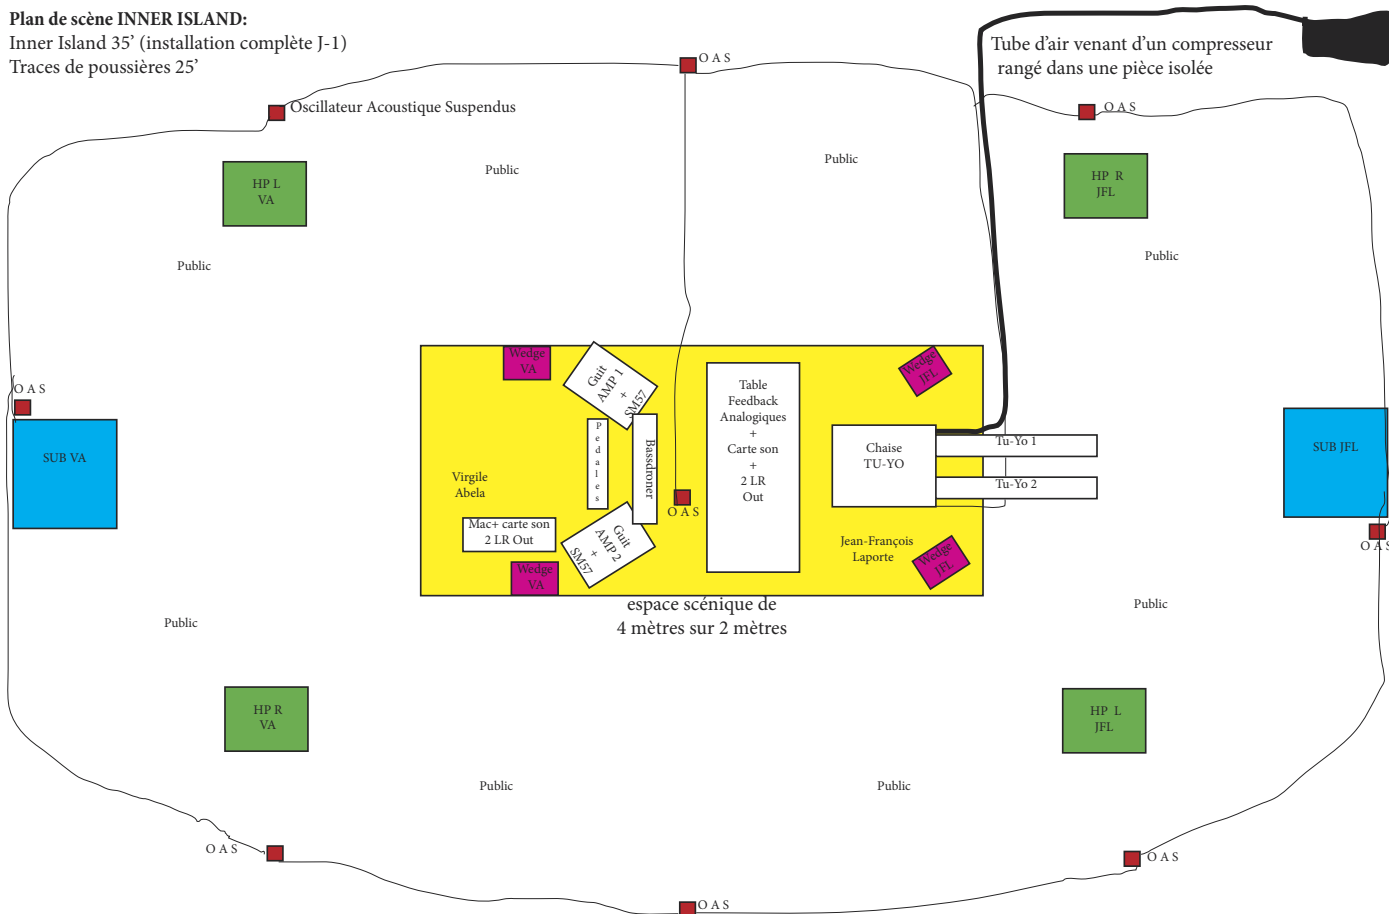 Plan de scène INNER ISLAND:
Inner Island 35’ (installation complète J-1)
Traces de poussières 25’
O A S
Tube d’air venant d’un compresseur
rangé dans une pièce isolée
Oscillateur Acoustique Suspendus
O A S
Public
Public
HP L
VA
HP R
JFL
Public
Public
Wedge
VA
Guit
AMP 1
+
SM57
Wedge
JFL
O A S
SUB VA
Table
Feedback
Analogiques
+
Carte son
+
2 LR
Out
Chaise
TU-YO
Tu-Yo 1
Tu-Yo 2
SUB JFL
Pedales
Bassdroner
Virgile
Abela
O A S
Mac+ carte son
2 LR Out
Guit
AMP 2
+
SM57
Jean-François
Laporte
Wedge
JFL
O A S
Wedge
VA
espace scénique de
4 mètres sur 2 mètres
Public
Public
HP R
VA
HP L
JFL
Public
Public
O A S
O A S
O A S